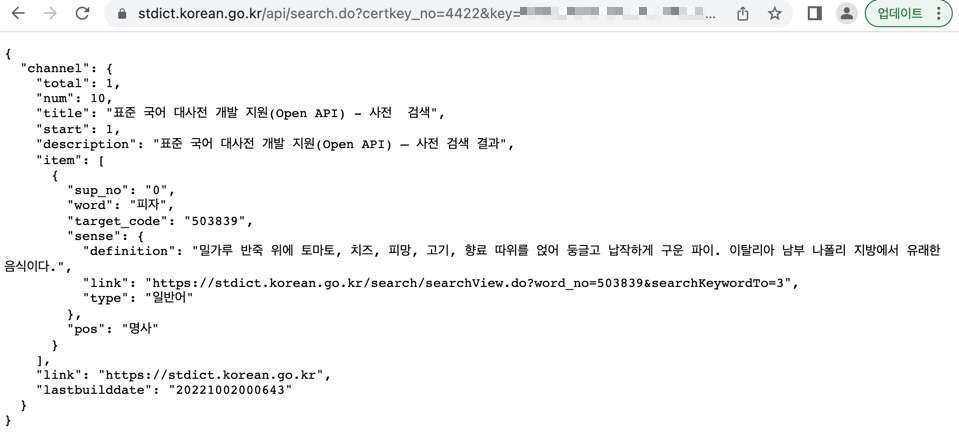 stdict.korean.go.kr/api/search.do?certkey_no=4422&key= ... 업데이트
{
"channel": {
"total": 1,
"num": 10,
"title": "표준 국어 대사전 개발 지원(Open API) - 사전  검색",
"start": 1,
"description": "표준 국어 대사전 개발 지원(Open API) – 사전 검색 결과",
"item": [
{
"sup_no": "0",
"word": "피자",
"target_code": "503839",
"sense": {
"definition": "밀가루 반죽 위에 토마토, 치즈, 피망, 고기, 향료 따위를 얹어 둥글고 납작하게 구운 파이. 이탈리아 남부 나폴리 지방에서 유래한
음식이다.",
"link": "https://stdict.korean.go.kr/search/searchView.do?word_no=503839&searchKeywordTo=3",
"type": "일반어"
},
"pos": "명사"
}
],
"link": "https://stdict.korean.go.kr",
"lastbuilddate": "20221002000643"
}
}